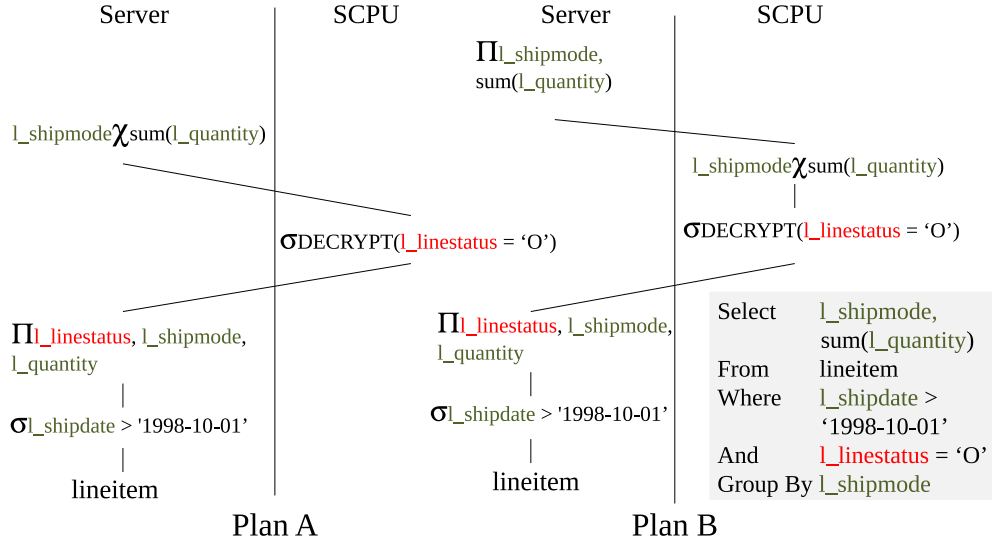 Server
SCPU
l_shipmodeχsum(l_quantity)
σDECRYPT(l_linestatus = ‘O’)
Πl_linestatus, l_shipmode,
l_quantity
σl_shipdate > '1998-10-01’
lineitem
Plan A
Server
SCPU
Πl_shipmode,
sum(l_quantity)
l_shipmodeχsum(l_quantity)
σDECRYPT(l_linestatus = ‘O’)
Πl_linestatus, l_shipmode,
l_quantity
σl_shipdate > '1998-10-01’
lineitem
Plan B
Select l_shipmode,
sum(l_quantity)
From lineitem
Where l_shipdate >
‘1998-10-01’
And l_linestatus = ‘O’
Group By l_shipmode